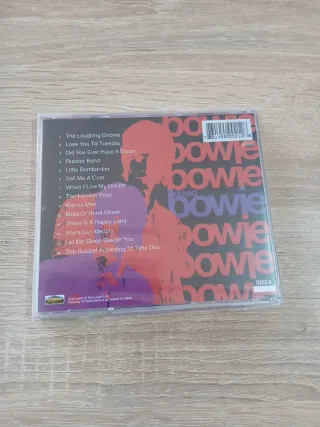 The Laughing Gnome
Love You Till Tuesday
Did You Ever Have A Dream
Rubber Band
Little Bombardier
Sell Me A Coat
When I Live My Dream
The London Boys
Karma Man
Maid Of Bond Street
There Is A Happy Land
She's Got Medals
Let Me Sleep Beside You
The Gospel According To Tony Day
bowie
bowie
bowie
david
bowie
bowie
bowie
bowie
bowie
DECCA